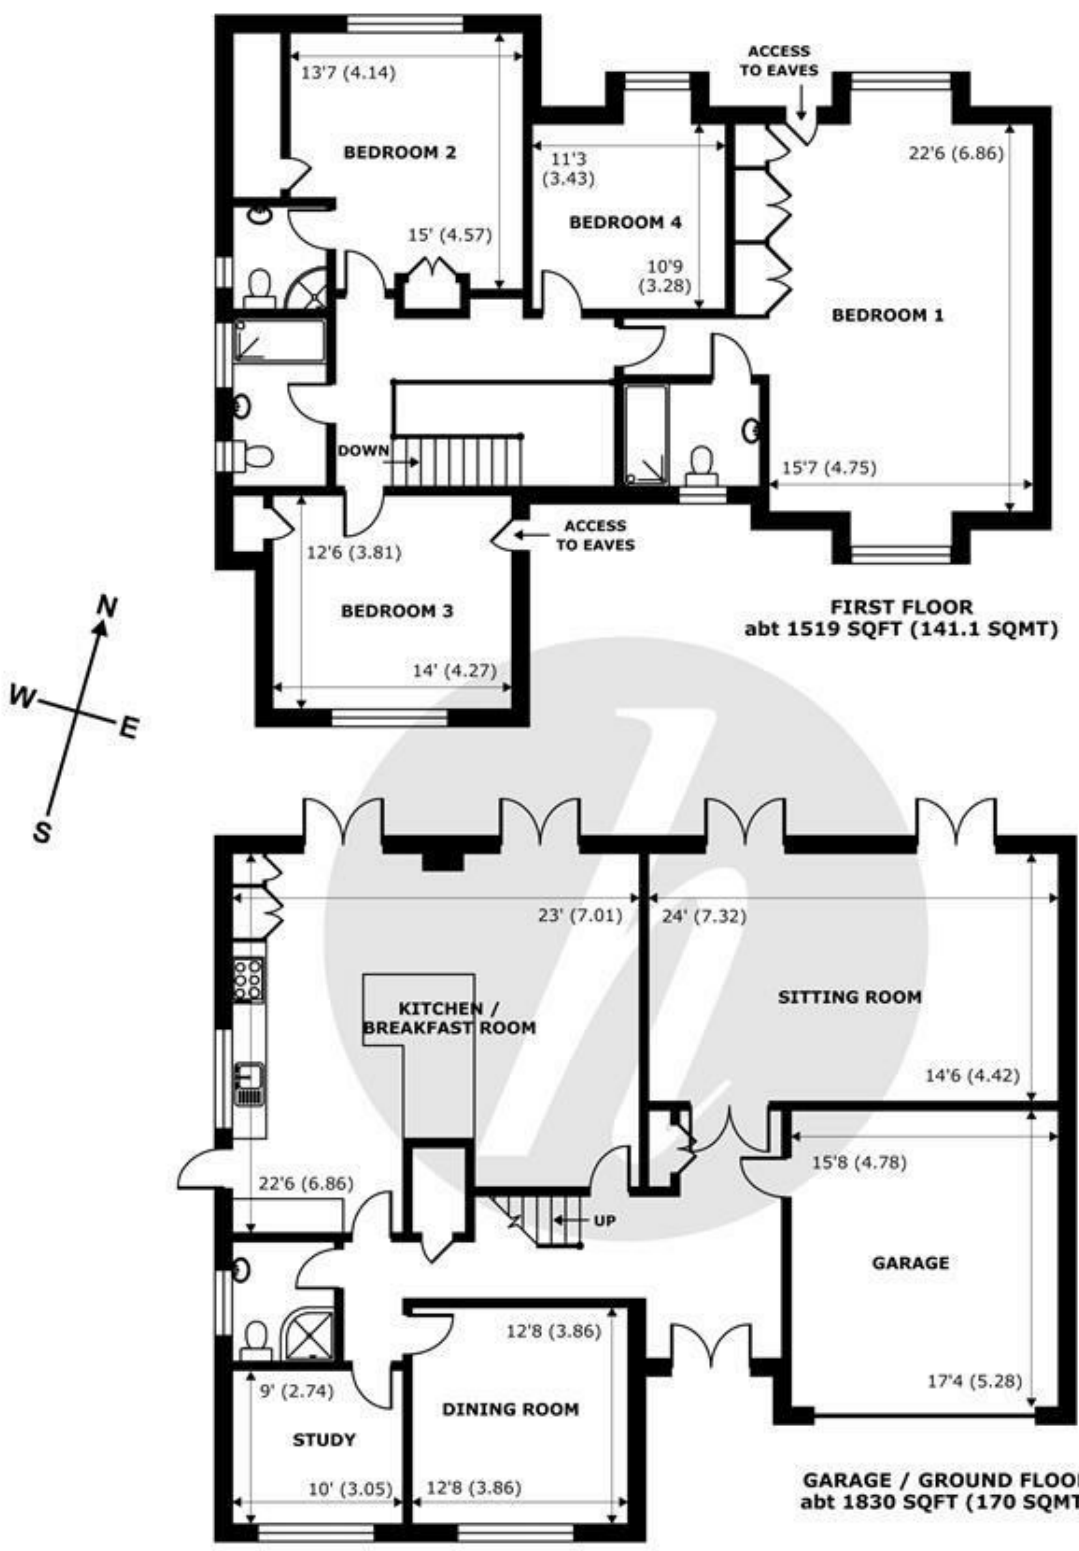 ACCESS
TO EAVES
13'7 (4.14)
BEDROOM 2
15' (4.57)
11'3
(3.43)
BEDROOM 4
10'9
(3.28)
22'6 (6.86)
BEDROOM 1
15'7 (4.75)
DOWN
12'6 (3.81)
ACCESS
TO EAVES
BEDROOM 3
14' (4.27)
FIRST FLOOR
abt 1519 SQFT (141.1 SQMT)
N
W
E
S
h
23' (7.01)
24' (7.32)
KITCHEN /
BREAKFAST ROOM
SITTING ROOM
14'6 (4.42)
22'6 (6.86)
15'8 (4.78)
UP
GARAGE
12'8 (3.86)
17'4 (5.28)
9' (2.74)
STUDY
DINING ROOM
10' (3.05)
12'8 (3.86)
GARAGE / GROUND FLOO
abt 1830 SQFT (170 SQMT